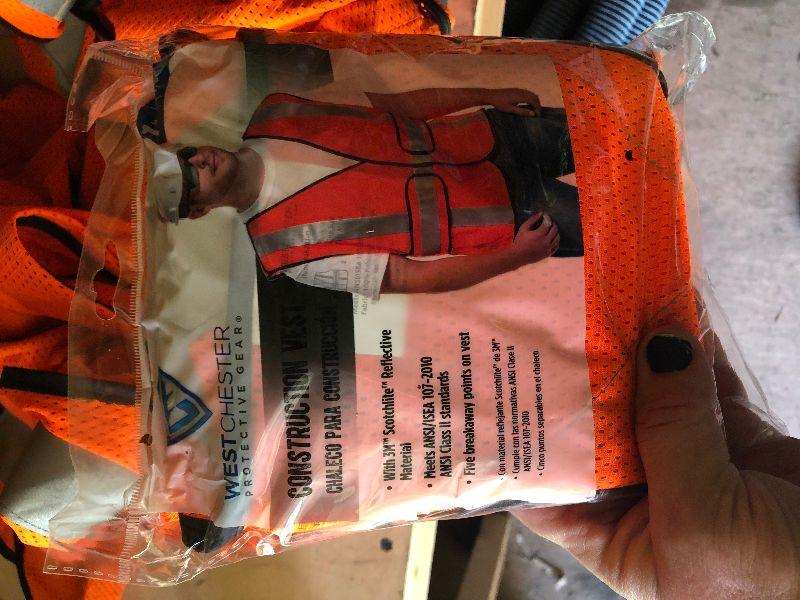 WESTCHESTER
PROTECTIVE GEAR®
CONSTRUCTION VEST
CHALECO PARA CONSTRUCCIÓN
• With 3M™ Scotchlite™ Reflective
Material
• Meets ANSI/ISEA 107-2010
ANSI Class II standards
• Five breakaway points on vest
• Con material reflejante Scotchlite™ de 3M™
• Cumple con las normativas ANSI Clase II
ANSI/ISEA 107-2010
• Cinco puntos separables en el chaleco